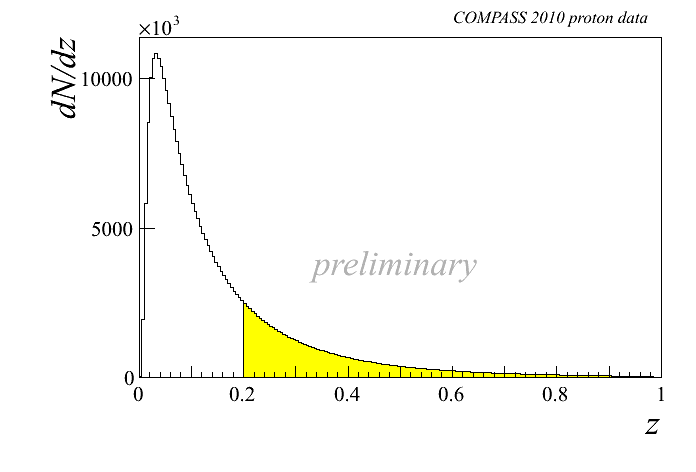 COMPASS 2010 proton data
×10³
dN/dz
10000
5000
0
preliminary
0 0.2 0.4 0.6 0.8 1
z